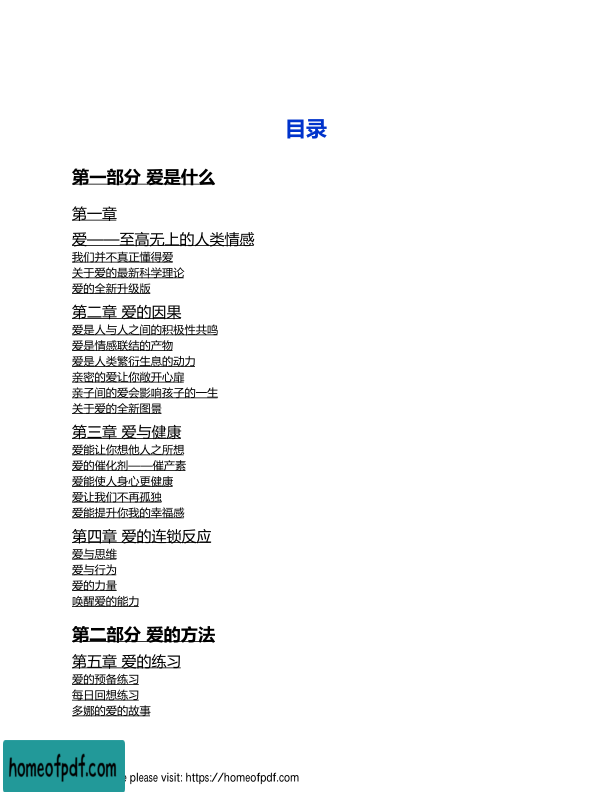 目录
第一部分 爱是什么
第一章
爱——至高无上的人类情感
我们并不真正懂得爱
关于爱的最新科学理论
爱的全新升级版
第二章 爱的因果
爱是人与人之间的积极性共鸣
爱是情感联结的产物
爱是人类繁衍生息的动力
亲密的爱让你敞开心扉
亲子间的爱会影响孩子的一生
关于爱的全新图景
第三章 爱与健康
爱能让你想他人之所想
爱的催化剂——催产素
爱能使人身心更健康
爱让我们不再孤独
爱能提升你我的幸福感
第四章 爱的连锁反应
爱与思维
爱与行为
爱的力量
唤醒爱的能力
第二部分 爱的方法
第五章 爱的练习
爱的预备练习
每日回想练习
多娜的爱的故事
homeofpdf.com
e please visit: https://homeofpdf.com